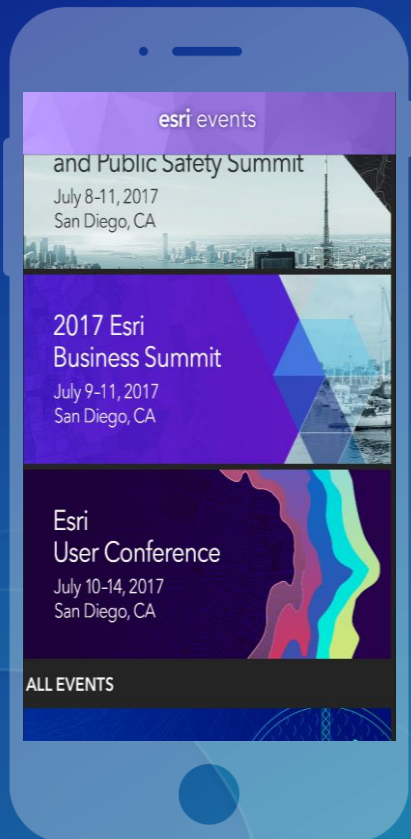 esri events
and Public Safety Summit
July 8-11, 2017
San Diego, CA
2017 Esri
Business Summit
July 9-11, 2017
San Diego, CA
Esri
User Conference
July 10-14, 2017
San Diego, CA
ALL EVENTS